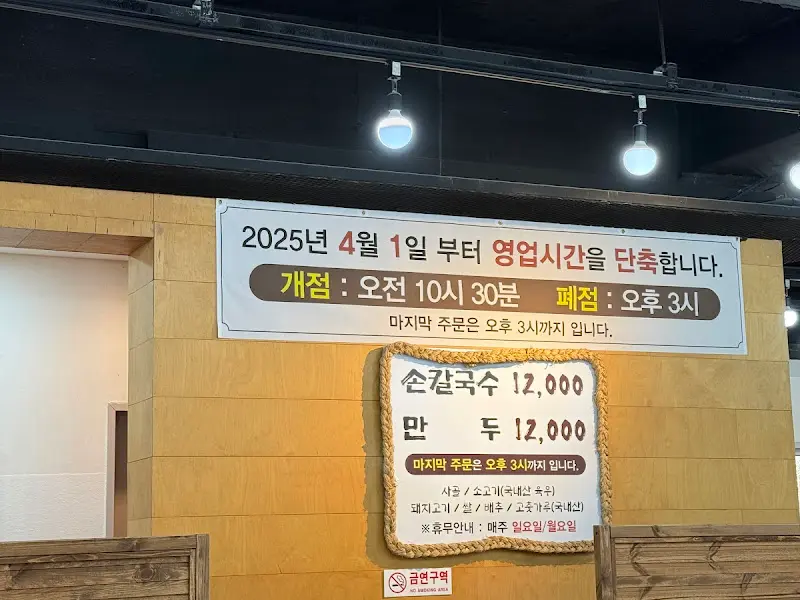 2025년 4월 1일 부터 영업시간을 단축합니다.
개점 : 오전 10시 30분 폐점 : 오후 3시
마지막 주문은 오후 3시까지 입니다.
손칼국수 12,000
만 두 12,000
마지막 주문은 오후 3시까지 입니다.
사골 / 소고기(국내산 육우)
돼지고기 / 쌀 / 배추 / 고춧가루(국내산)
※휴무안내 : 매주 일요일/월요일
금연구역
NO SMOKING AREA